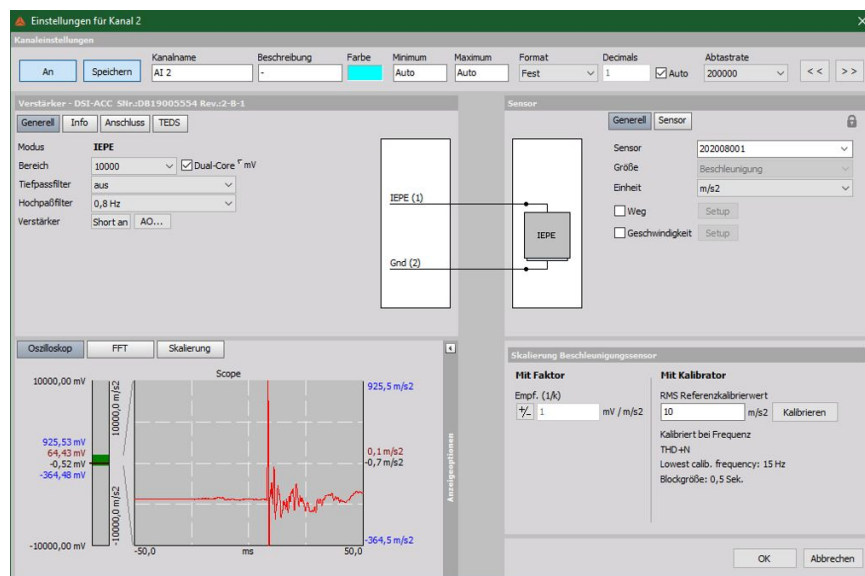 Einstellungen für Kanal 2
Kanaleinstellungen
An
Speichern
Kanalname
AI 2
Beschreibung
-
Farbe
Minimum
Auto
Maximum
Auto
Format
Fest
Decimals
1
Auto
Abtastrate
200000
< <
> >
Verstärker - DSI-ACC SNr.:DB19005554 Rev.:2-B-1
Generell
Info
Anschluss
TEDS
Modus IEPE
Bereich 10000 Dual-Core mV
Tiefpassfilter aus
Hochpaßfilter 0,8 Hz
Verstärker Short an AO...
IEPE (1)
Gnd (2)
Sensor
IEPE
Generell
Sensor
Sensor 202008001
Größe Beschleunigung
Einheit m/s2
Weg Setup
Geschwindigkeit Setup
Oszilloskop
FFT
Skalierung
Scope
10000,00 mV
925,53 mV
64,43 mV
-0,52 mV
-364,48 mV
-10000,00 mV
10000,0 m/s2
-10000,0 m/s2
925,5 m/s2
0,1 m/s2
-0,7 m/s2
-364,5 m/s2
-50,0 ms 50,0
Anzeigeoptionen
Skalierung Beschleunigungssensor
Mit Faktor
Empf. (1/k)
+/_ 1 mV / m/s2
Mit Kalibrator
RMS Referenzkalibrierwert
10 m/s2 Kalibrieren
Kalibriert bei Frequenz
THD+N
Lowest calib. frequency: 15 Hz
Blockgröße: 0,5 Sek.
OK
Abbrechen